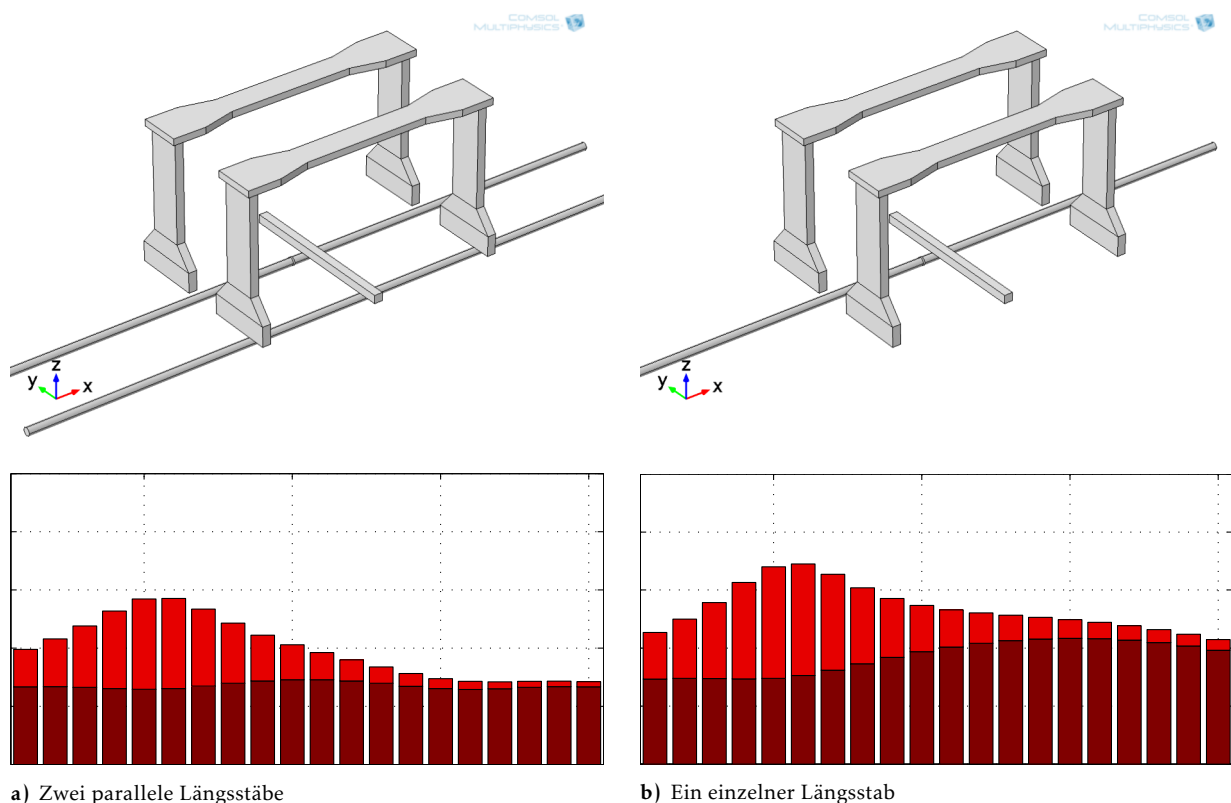 COMSOL
MULTIPHYSICS
COMSOL
MULTIPHYSICS
z
y
x
z
y
x
a) Zwei parallele Längsstäbe
b) Ein einzelner Längsstab